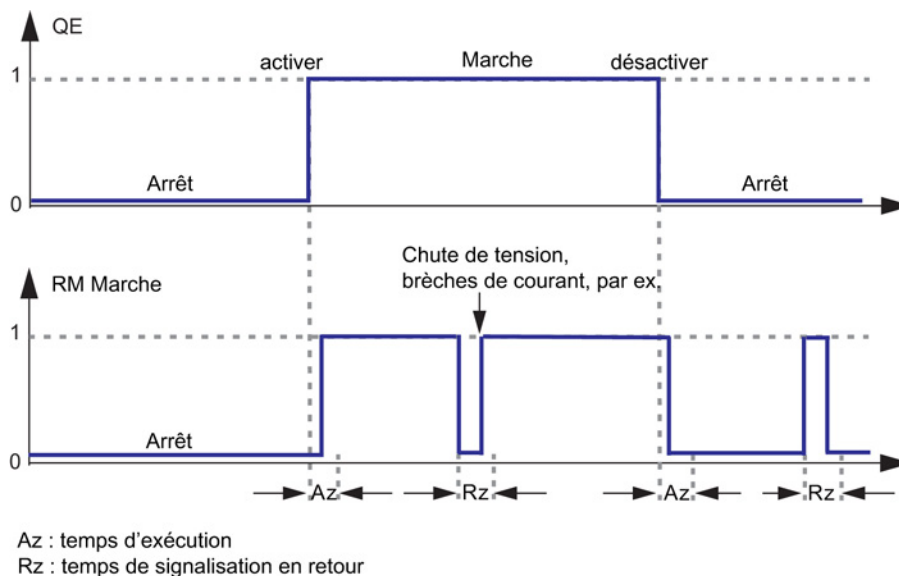 QE
activer
Marche
désactiver
1
Arrêt
Arrêt
0
Chute de tension,
brèches de courant, par ex.
RM Marche
1
Arrêt
0
Az
Rz
Az
Rz
Az : temps d'exécution
Rz : temps de signalisation en retour